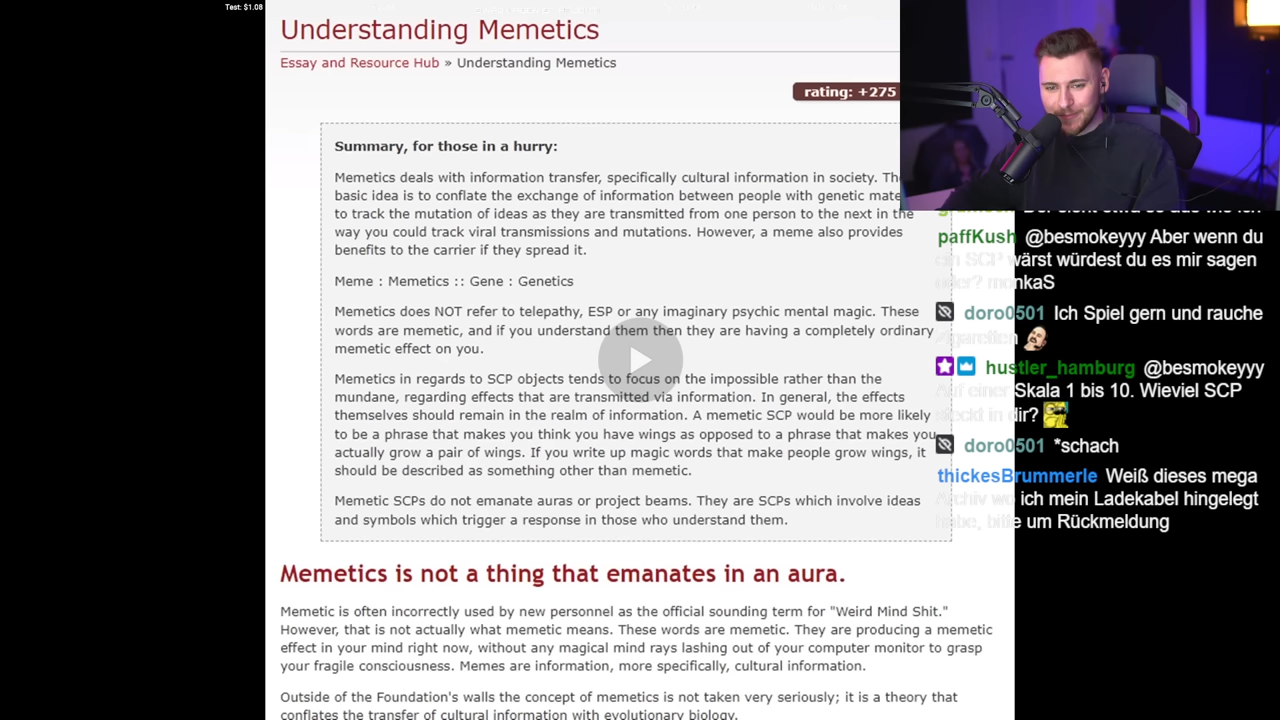 Test: $1.08
Understanding Memetics
Essay and Resource Hub » Understanding Memetics
rating: +275
Summary, for those in a hurry:
Memetics deals with information transfer, specifically cultural information in society. The
basic idea is to conflate the exchange of information between people with genetic
to track the mutation of ideas as they are transmitted from one person to the next in the
way you could track viral transmissions and mutations. However, a meme also provides
benefits to the carrier if they spread it.
Meme : Memetics :: Gene : Genetics
Memetics does NOT refer to telepathy, ESP or any imaginary psychic mental magic. These
words are memetic, and if you understand them then they are having a completely ordinary
memetic effect on you.
Memetics in regards to SCP objects tends to focus on the impossible rather than the
mundane, regarding effects that are transmitted via information. In general, the effects
themselves should remain in the realm of information. A memetic SCP would be more likely
to be a phrase that makes you think you have wings as opposed to a phrase that makes you
actually grow a pair of wings. If you write up magic words that make people grow wings, it
should be described as something other than memetic.
Memetic SCPs do not emanate auras or project beams. They are SCPs which involve ideas
and symbols which trigger a response in those who understand them.
Memetics is not a thing that emanates in an aura.
Memetic is often incorrectly used by new personnel as the official sounding term for "Weird Mind Shit."
However, that is not actually what memetic means. These words are memetic. They are producing a memetic
effect in your mind right now, without any magical mind rays lashing out of your computer monitor to grasp
your fragile consciousness. Memes are information, more specifically, cultural information.
Outside of the Foundation's walls the concept of memetics is not taken very seriously; it is a theory that
conflates the transfer of cultural information with evolutionary biology.
paffKush @besmokeyyy Aber wenn du
ein SCP wärst würdest du es mir sagen
oder? monkaS
doro0501 Ich Spiel gern und rauche
Zigaretten
hustler_hamburg @besmokeyyy
Auf einer Skala 1 bis 10. Wieviel SCP
steckt in dir?
doro0501 *schach
thickesBrummerle Weiß dieses mega
Archiv wo ich mein Ladekabel hingelegt
habe, bitte um Rückmeldung